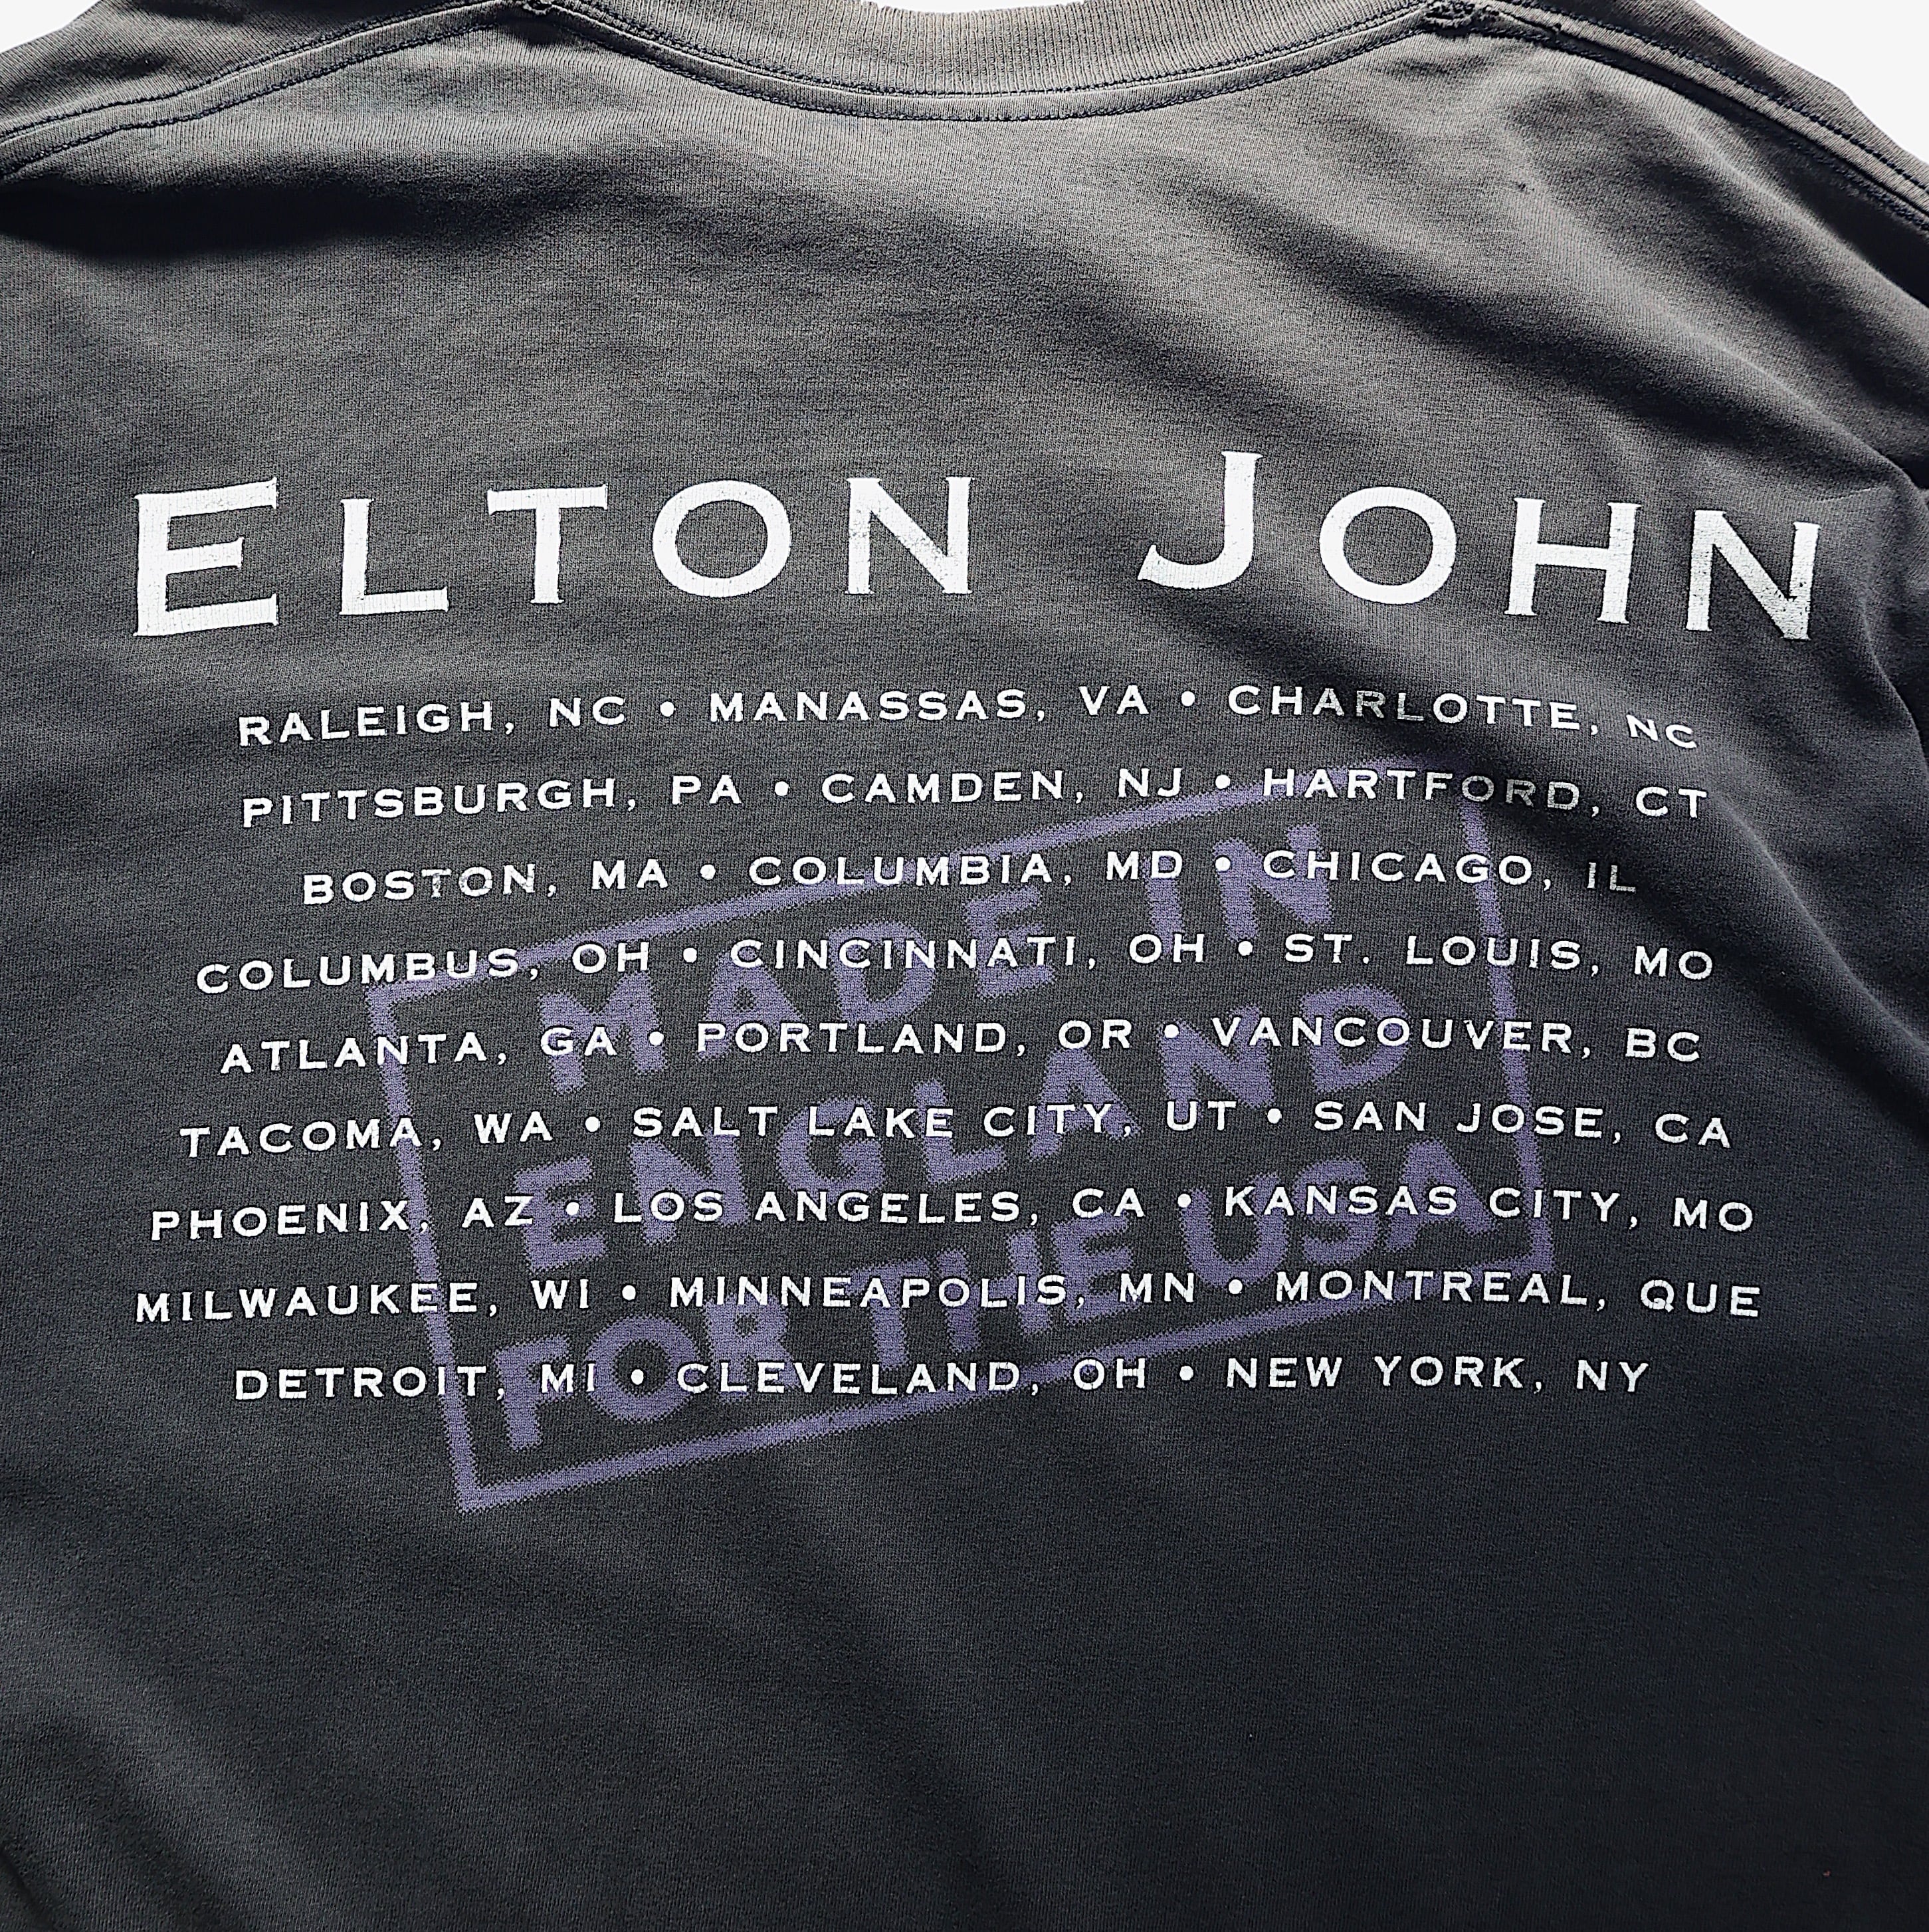 ELTON JOHN
RALEIGH, NC • MANASSAS, VA • CHARLOTTE, NC
PITTSBURGH, PA • CAMDEN, NJ • HARTFORD, CT
BOSTON, MA • COLUMBIA, MD • CHICAGO, IL
COLUMBUS, OH • CINCINNATI, OH • ST. LOUIS, MO
ATLANTA, GA • PORTLAND, OR • VANCOUVER, BC
TACOMA, WA • SALT LAKE CITY, UT • SAN JOSE, CA
PHOENIX, AZ • LOS ANGELES, CA • KANSAS CITY, MO
MILWAUKEE, WI • MINNEAPOLIS, MN • MONTREAL, QUE
DETROIT, MI • CLEVELAND, OH • NEW YORK, NY
MADE IN
ENGLAND
FOR THE USA